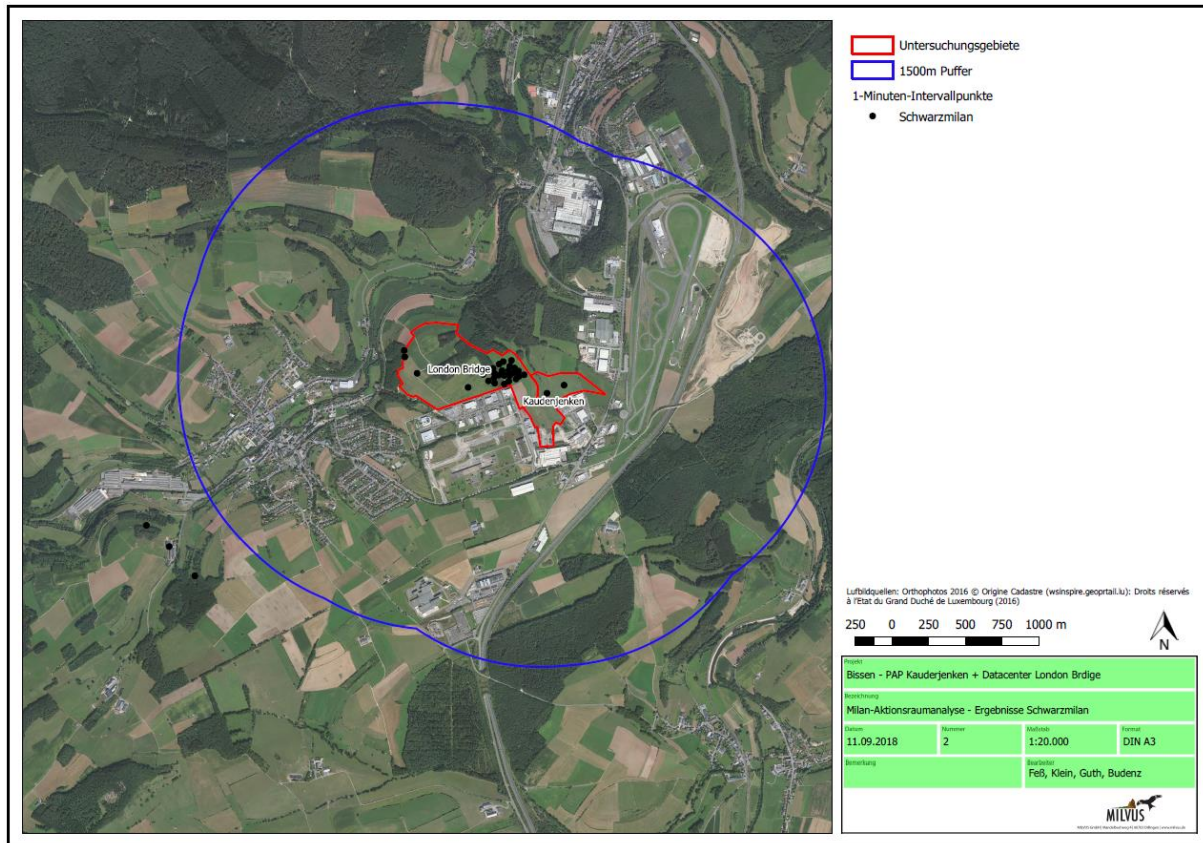 Untersuchungsgebiete
1500m Puffer
1-Minuten-Intervallpunkte
Schwarzmilan
London Bridge
Kaudenjenken
Luftbildquellen: Orthophotos 2016 © Origine Cadastre (wsinspire.geoprtail.lu); Droits réservés
à l'Etat du Grand Duché de Luxembourg (2016)
250 0 250 500 750 1000 m
N
Projekt
Bissen - PAP Kauderjenken + Datacenter London Brdige
Bezeichnung
Milan-Aktionsraumanalyse - Ergebnisse Schwarzmilan
Datum Nummer Maßstab Format
11.09.2018 2 1:20.000 DIN A3
Bemerkung Bearbeiter
Feß, Klein, Guth, Budenz
MILVUS